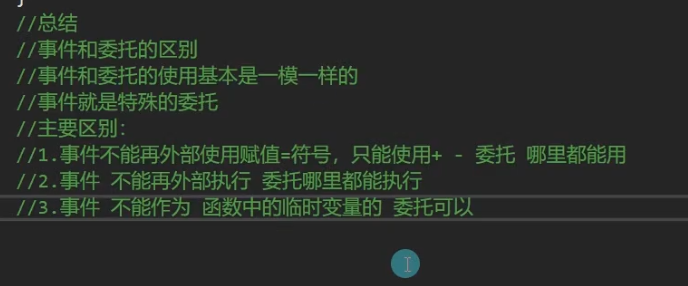 //总结
//事件和委托的区别
//事件和委托的使用基本是一模一样的
//事件就是特殊的委托
//主要区别:
//1.事件不能再外部使用赋值=符号，只能使用+ - 委托 哪里都能用
//2.事件 不能再外部执行 委托哪里都能执行
//3.事件 不能作为 函数中的临时变量的 委托可以